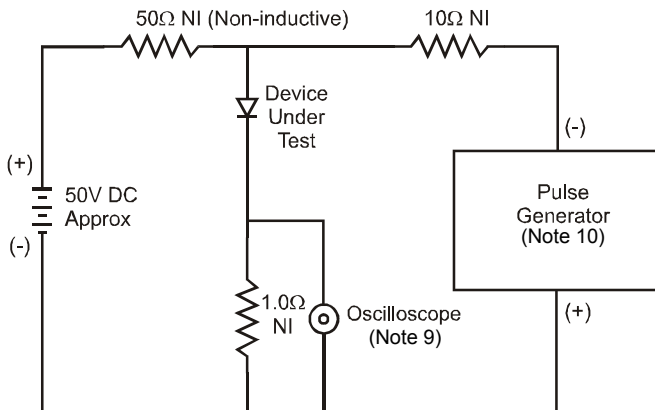 50Ω NI (Non-inductive)
10Ω NI
Device
Under
Test
(+)
50V DC
Approx
(-)
(-)
Pulse
Generator
(Note 10)
(+)
1.0Ω
NI
Oscilloscope
(Note 9)